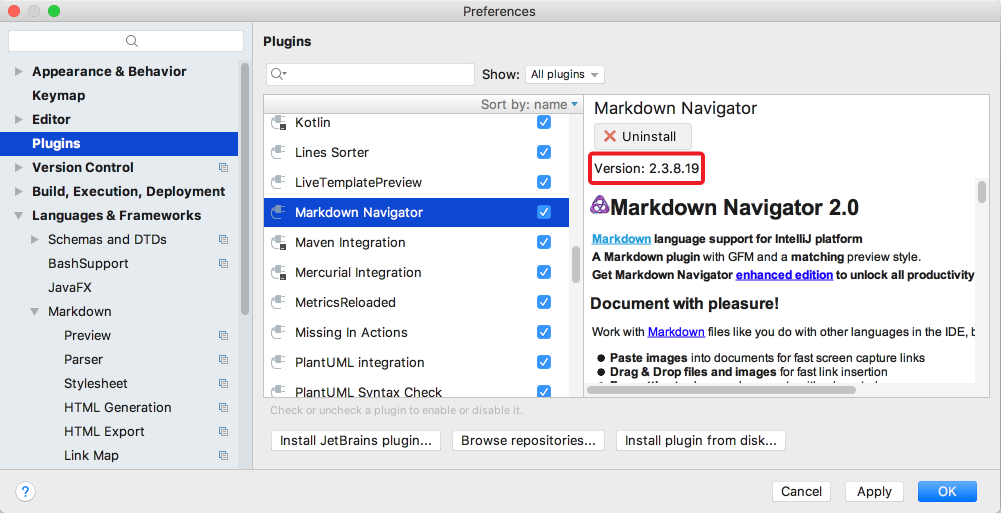 Preferences
Appearance & Behavior
Keymap
Editor
Plugins
Version Control
Build, Execution, Deployment
Languages & Frameworks
Schemas and DTDs
BashSupport
JavaFX
Markdown
Preview
Parser
Stylesheet
HTML Generation
HTML Export
Link Map
Plugins
Show: All plugins
Sort by: name
Kotlin
Lines Sorter
LiveTemplatePreview
Markdown Navigator
Maven Integration
Mercurial Integration
MetricsReloaded
Missing In Actions
PlantUML integration
PlantUML Syntax Check
Markdown Navigator
Uninstall
Version: 2.3.8.19
Markdown Navigator 2.0
Markdown language support for IntelliJ platform
A Markdown plugin with GFM and a matching preview style.
Get Markdown Navigator enhanced edition to unlock all productivity
Document with pleasure!
Work with Markdown files like you do with other languages in the IDE,
Paste images into documents for fast screen capture links
Drag & Drop files and images for fast link insertion
Check or uncheck a plugin to enable or disable it.
Install JetBrains plugin... Browse repositories... Install plugin from disk...
? Cancel Apply OK